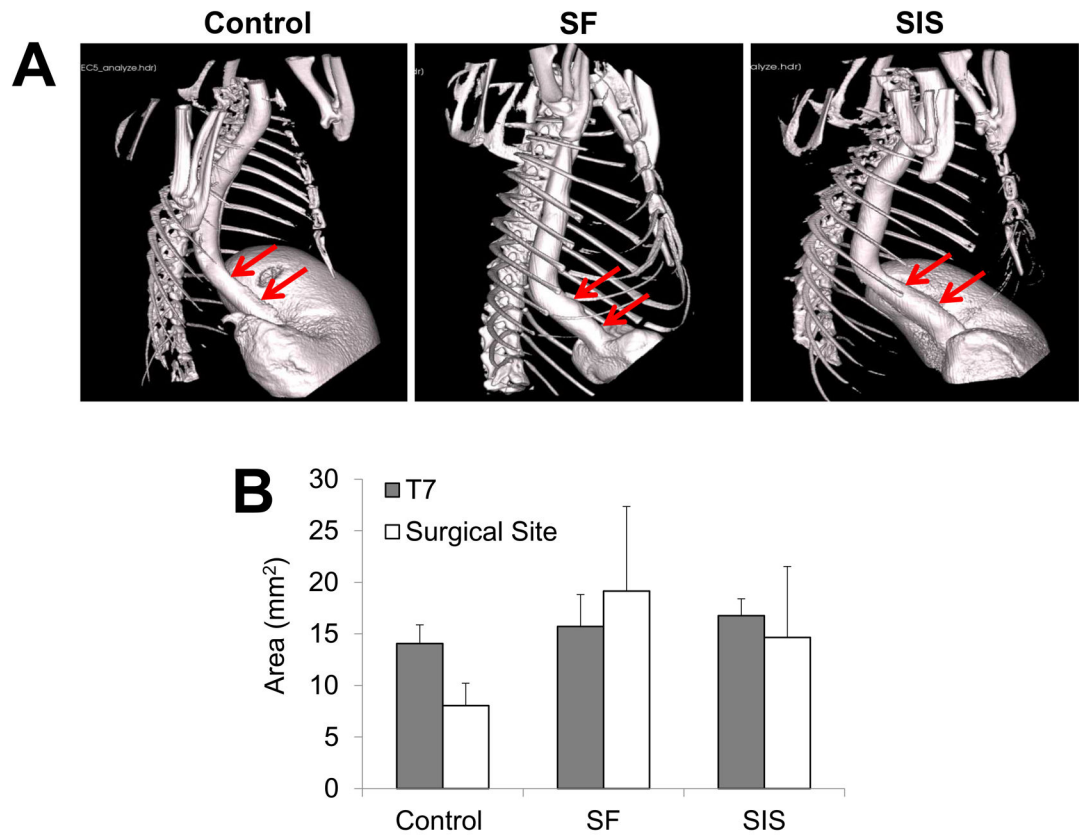 Control SF SIS
A
EC5_analyze.hdr]
hdr]
alyze.hdr]
B
30
T7
25
Surgical Site
20
15
10
5
0
Area (mm²)
Control SF SIS